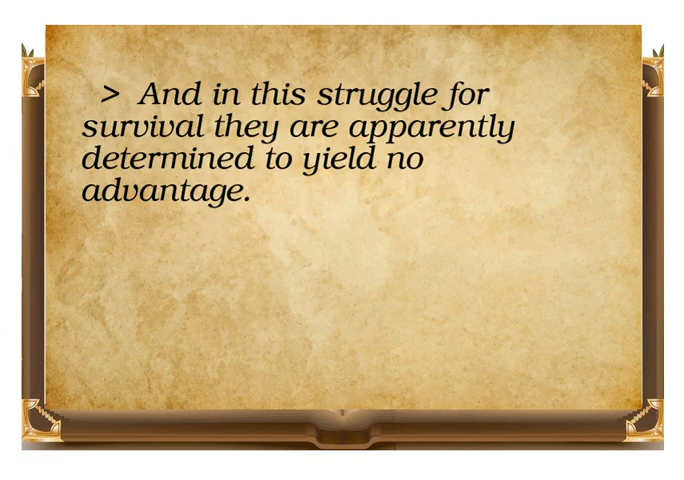 > And in this struggle for
survival they are apparently
determined to yield no
advantage.